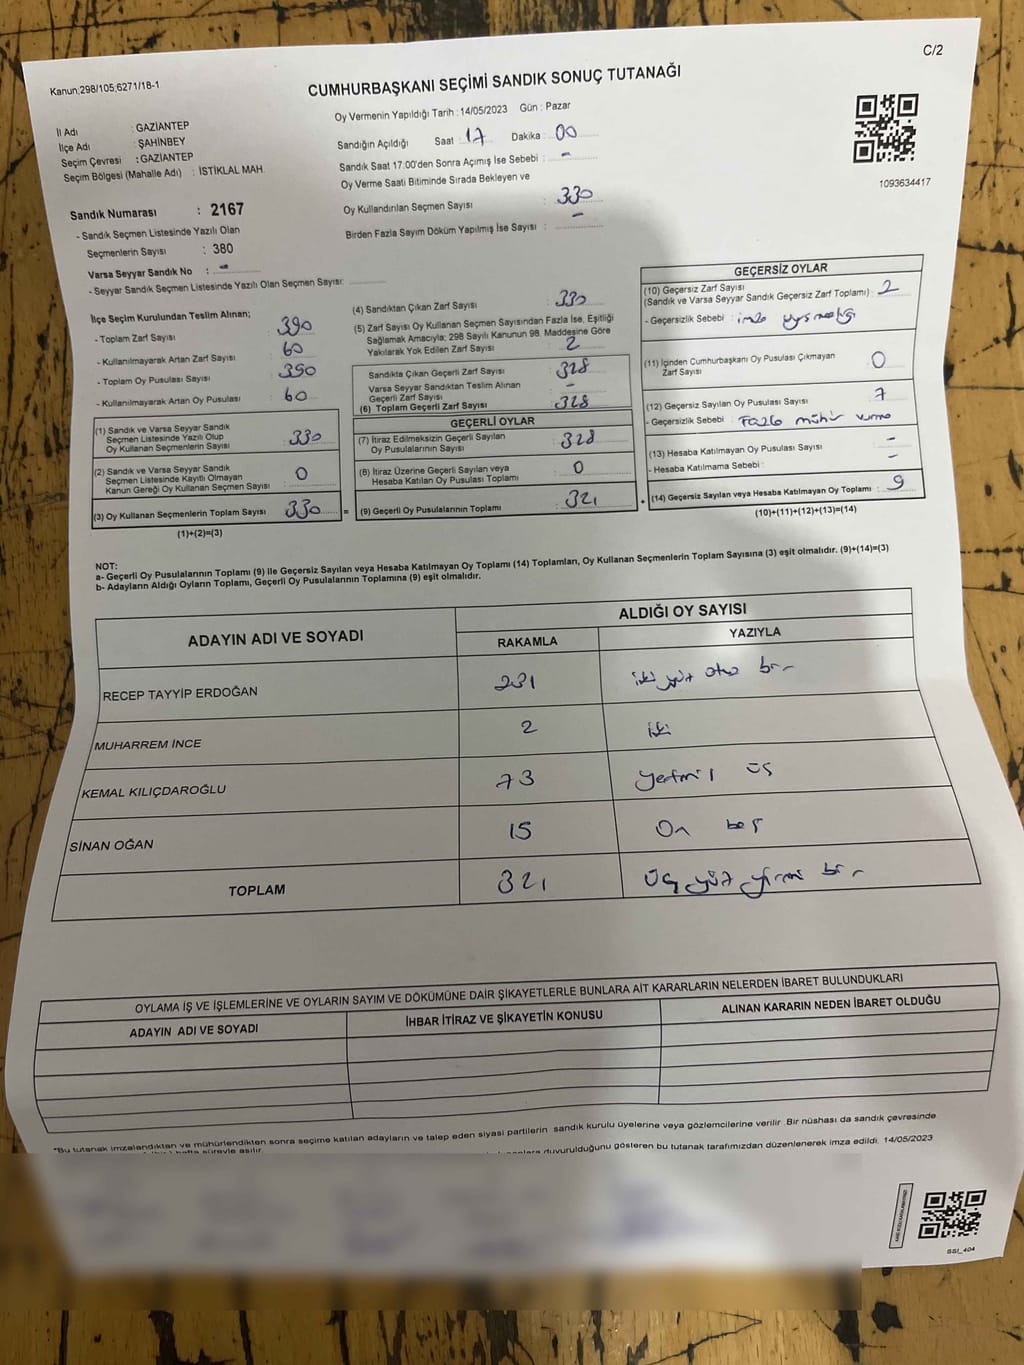 C/2
Kanun:298/105,6271/18-1
CUMHURBAŞKANI SEÇİMİ SANDIK SONUÇ TUTANAĞI
İl Adı : GAZİANTEP
İlçe Adı : ŞAHİNBEY
Seçim Çevresi : GAZİANTEP
Seçim Bölgesi (Mahalle Adı) : İSTİKLAL MAH.
Sandık Numarası : 2167
- Sandık Seçmen Listesinde Yazılı Olan
Seçmenlerin Sayısı : 380
Varsa Seyyar Sandık No : -
- Seyyar Sandık Seçmen Listesinde Yazılı Olan Seçmen Sayısı:
Oy Vermenin Yapıldığı Tarih : 14/05/2023 Gün : Pazar
Sandığın Açıldığı Saat : 17 Dakika : 00
Sandık Saat 17:00'den Sonra Açımış İse Sebebi : -
Oy Verme Saati Bitiminde Sırada Bekleyen ve
Oy Kullandırılan Seçmen Sayısı : 330
Birden Fazla Sayım Döküm Yapılmış İse Sayısı : -
1093634417
İlçe Seçim Kurulundan Teslim Alınan;
- Toplam Zarf Sayısı : 390
- Kullanılmayarak Artan Zarf Sayısı : 60
- Toplam Oy Pusulası Sayısı : 390
- Kullanılmayarak Artan Oy Pusulası : 60
(1) Sandık ve Varsa Seyyar Sandık
Seçmen Listesinde Yazılı Olup
Oy Kullanan Seçmenlerin Sayısı : 330
(2) Sandık ve Varsa Seyyar Sandık
Seçmen Listesinde Kayıtlı Olmayan
Kanun Gereği Oy Kullanan Seçmen Sayısı : 0
(3) Oy Kullanan Seçmenlerin Toplam Sayısı : 330
(1)+(2)=(3)
(4) Sandıktan Çıkan Zarf Sayısı : 330
(5) Zarf Sayısı Oy Kullanan Seçmen Sayısından Fazla İse, Eşitliği
Sağlamak Amacıyla; 298 Sayılı Kanunun 98. Maddesine Göre
Yakılarak Yok Edilen Zarf Sayısı : 2
Sandıkta Çıkan Geçerli Zarf Sayısı : 328
Varsa Seyyar Sandıktan Teslim Alınan
Geçerli Zarf Sayısı : -
(6) Toplam Geçerli Zarf Sayısı : 328
GEÇERLİ OYLAR
(7) İtiraz Edilmeksizin Geçerli Sayılan
Oy Pusulalarının Sayısı : 328
(8) İtiraz Üzerine Geçerli Sayılan veya
Hesaba Katılan Oy Pusulası Toplamı : 0
= (9) Geçerli Oy Pusulalarının Toplamı : 321
GEÇERSİZ OYLAR
(10) Geçersiz Zarf Sayısı
(Sandık ve Varsa Seyyar Sandık Geçersiz Zarf Toplamı) : 2
- Geçersizlik Sebebi : imza
(11) İçinden Cumhurbaşkanı Oy Pusulası Çıkmayan
Zarf Sayısı : 0
(12) Geçersiz Sayılan Oy Pusulası Sayısı : 7
- Geçersizlik Sebebi : Fazla mühür vurma
(13) Hesaba Katılmayan Oy Pusulası Sayısı : -
- Hesaba Katılmama Sebebi : -
+ (14) Geçersiz Sayılan veya Hesaba Katılmayan Oy Toplamı : 9
(10)+(11)+(12)+(13)=(14)
NOT:
a- Geçerli Oy Pusulalarının Toplamı (9) ile Geçersiz Sayılan veya Hesaba Katılmayan Oy Toplamı (14) Toplamları, Oy Kullanan Seçmenlerin Toplam Sayısına (3) eşit olmalıdır. (9)+(14)=(3)
b- Adayların Aldığı Oyların Toplamı, Geçerli Oy Pusulalarının Toplamına (9) eşit olmalıdır.
ADAYIN ADI VE SOYADI
ALDIĞI OY SAYISI
RAKAMLA YAZIYLA
RECEP TAYYİP ERDOĞAN 231 iki yüz otuz bir
MUHARREM İNCE 2 iki
KEMAL KILIÇDAROĞLU 73 Yetmiş üç
SİNAN OĞAN 15 On beş
TOPLAM 321 Üç yüz yirmi bir
OYLAMA İŞ VE İŞLEMLERİNE VE OYLARIN SAYIM VE DÖKÜMÜNE DAİR ŞİKAYETLERLE BUNLARA AİT KARARLARIN NELERDEN İBARET BULUNDUKLARI
ADAYIN ADI VE SOYADI İHBAR İTİRAZ VE ŞİKAYETİN KONUSU ALINAN KARARIN NEDEN İBARET OLDUĞU
"Bu tutanak imzalandıktan ve mühürlendikten sonra seçime katılan adayların ve talep eden siyasi partilerin sandık kurulu üyelerine veya gözlemcilerine verilir. Bir nüshası da sandık çevresinde
hafta süreyle asılır. duyurulduğunu gösteren bu tutanak tarafımızdan düzenlenerek imza edildi. 14/05/2023
SSI_404